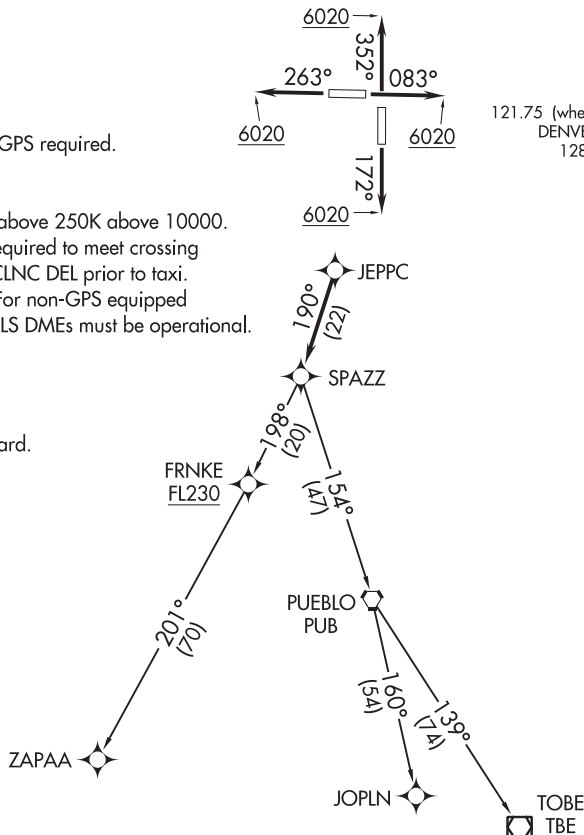 6020
352°
263°
083°
6020
6020
172°
6020
121.75 (whe
DENVE
128
GPS required.
above 250K above 10000.
equired to meet crossing
CLNC DEL prior to taxi.
for non-GPS equipped
LS DMEs must be operational.
ard.
JEPPC
190°
(22)
SPAZZ
198°
(20)
154°
(47)
FRNKE
FL230
PUEBLO
PUB
201°
(70)
160°
(54)
139°
(74)
ZAPAA
JOPLN
TOBE
TBE